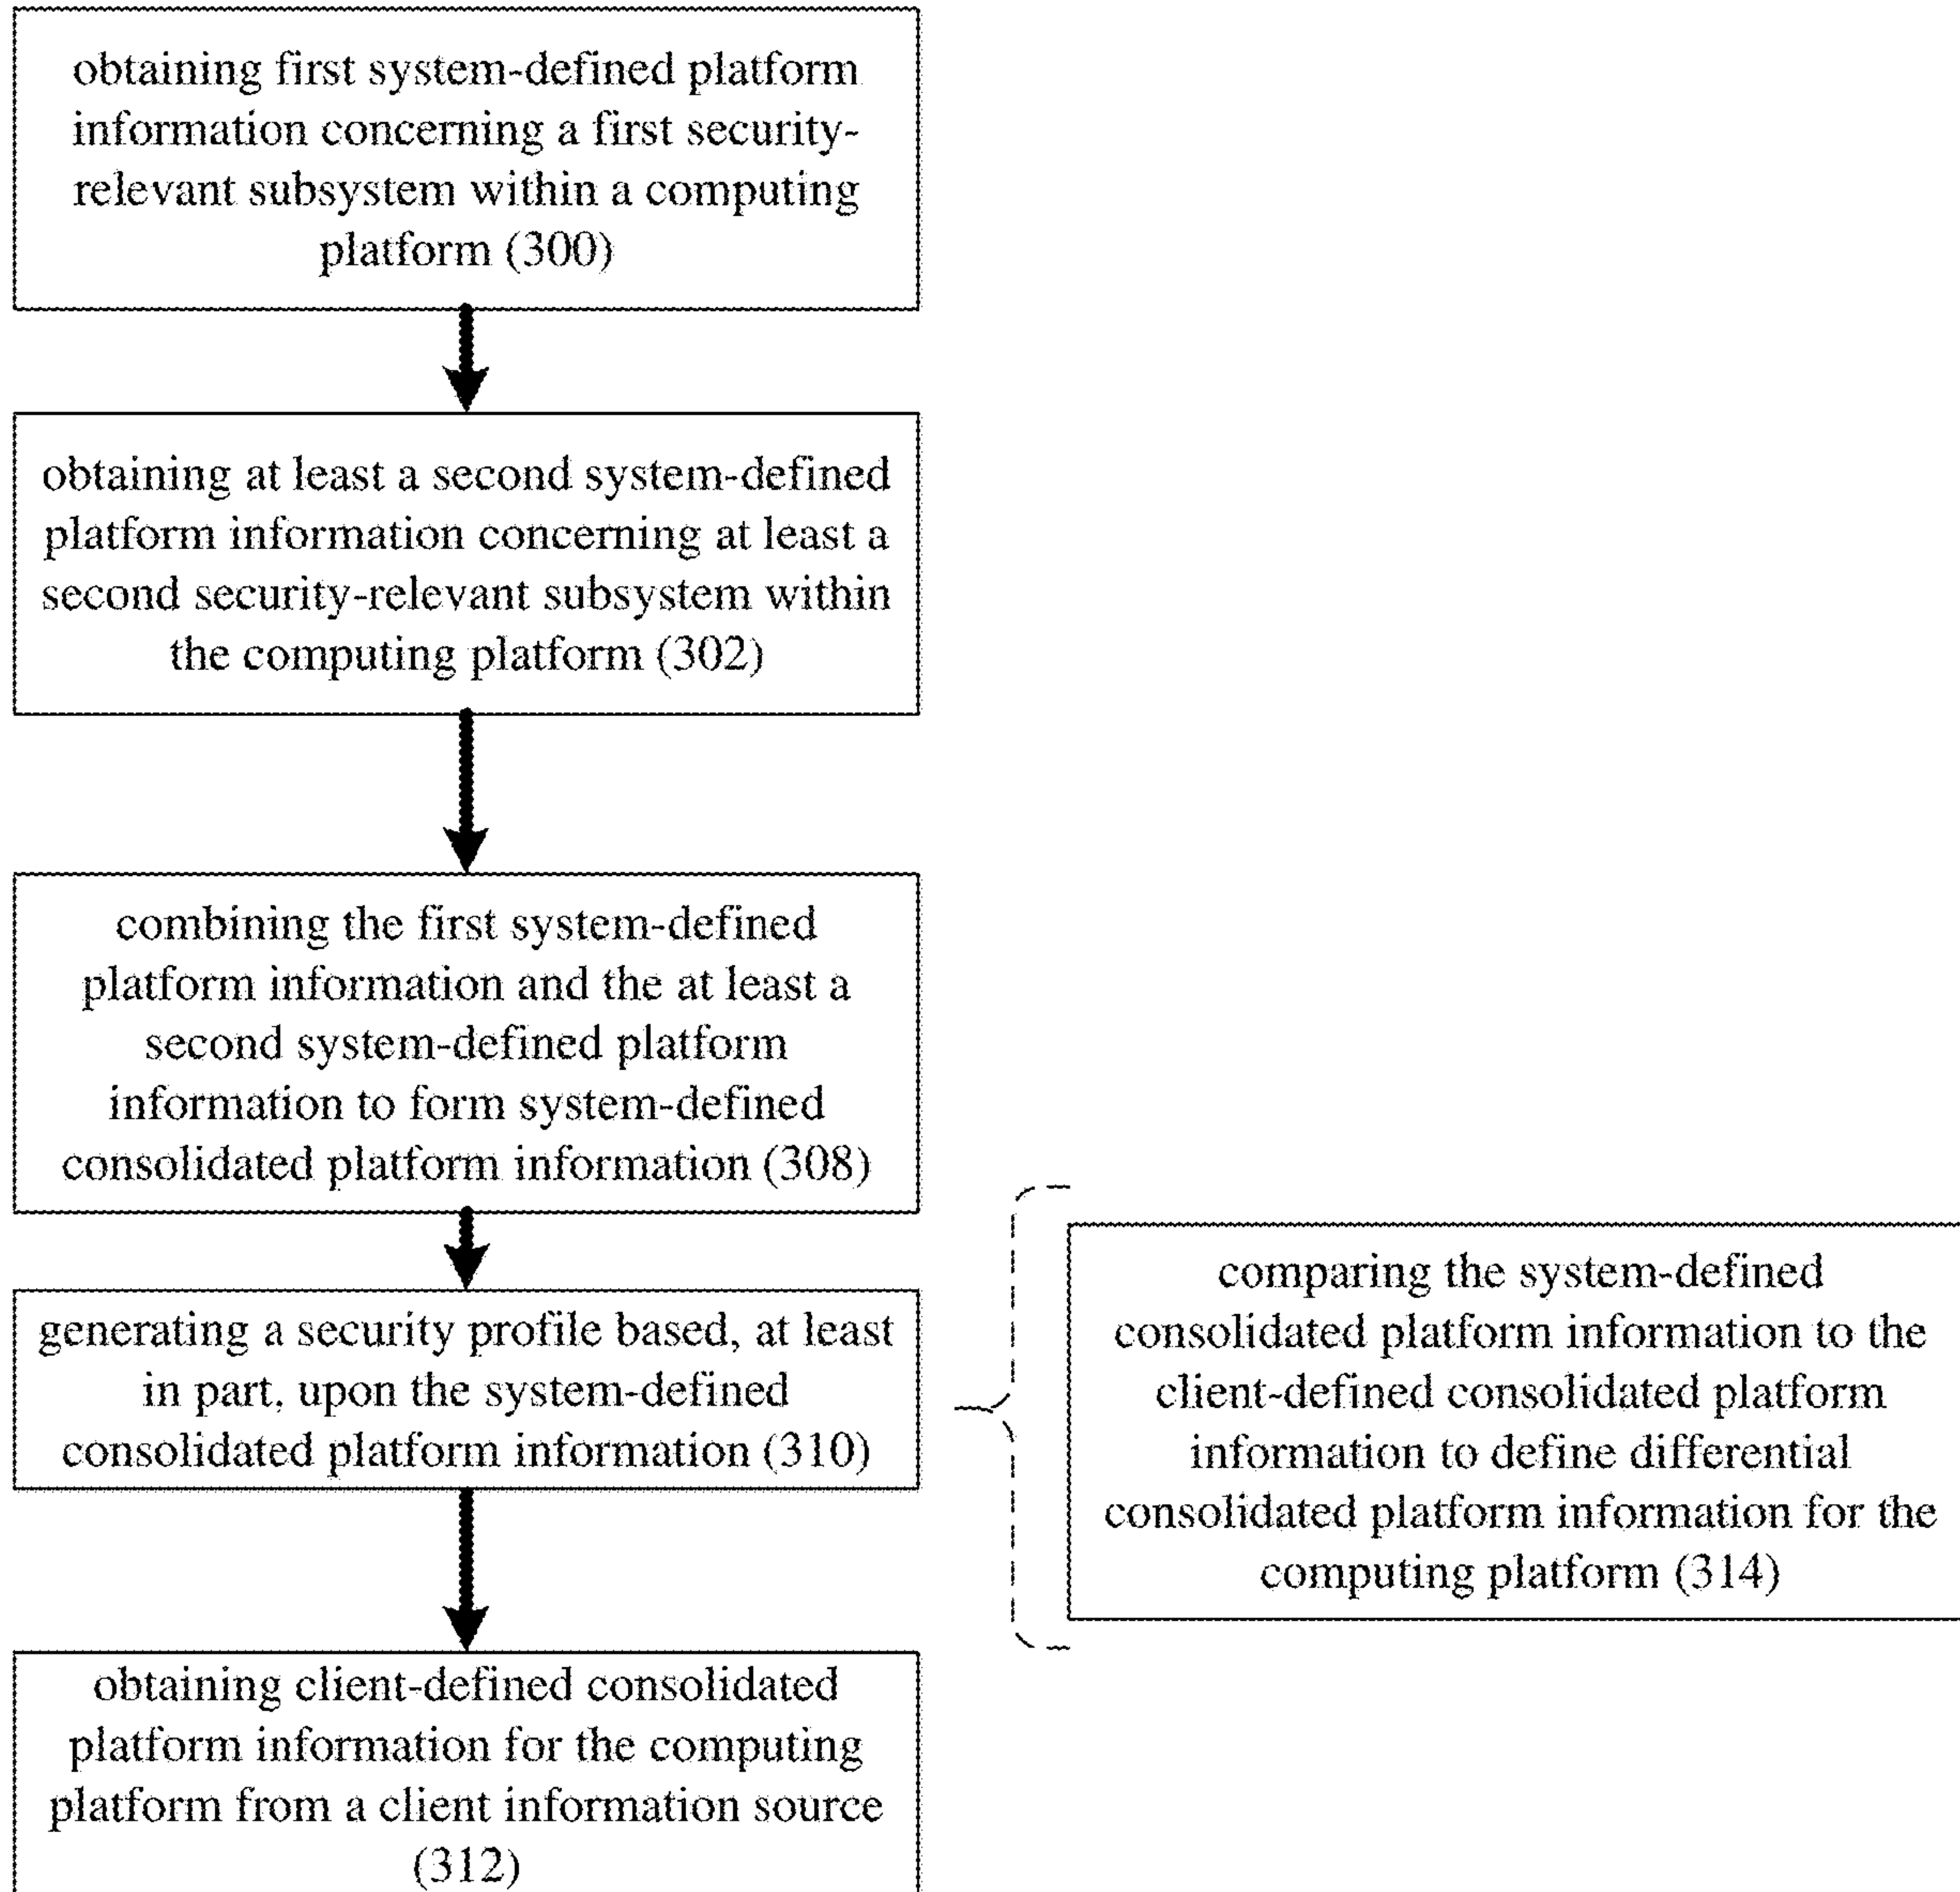 obtaining first system-defined platform
information concerning a first security-
relevant subsystem within a computing
platform (300)
obtaining at least a second system-defined
platform information concerning at least a
second security-relevant subsystem within
the computing platform (302)
combining the first system-defined
platform information and the at least a
second system-defined platform
information to form system-defined
consolidated platform information (308)
generating a security profile based, at least
in part, upon the system-defined
consolidated platform information (310)
comparing the system-defined
consolidated platform information to the
client-defined consolidated platform
information to define differential
consolidated platform information for the
computing platform (314)
obtaining client-defined consolidated
platform information for the computing
platform from a client information source
(312)